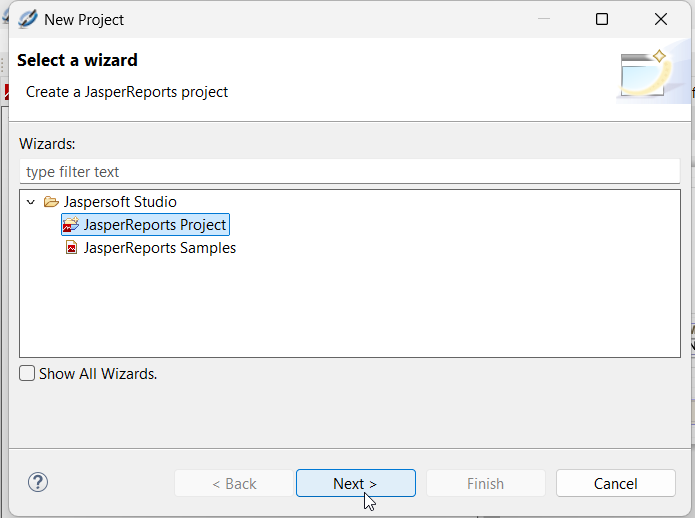 New Project
Select a wizard
Create a JasperReports project
Wizards:
type filter text
Jaspersoft Studio
JasperReports Project
JasperReports Samples
Show All Wizards.
< Back Next > Finish Cancel